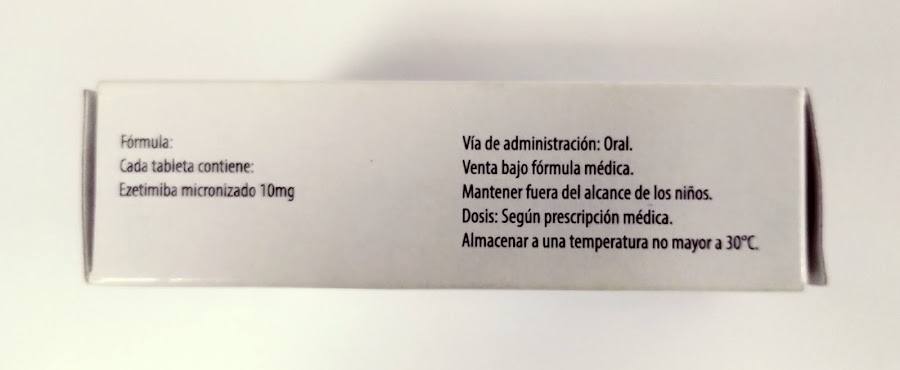 Fórmula:
Cada tableta contiene:
Ezetimiba micronizado 10mg
Vía de administración: Oral.
Venta bajo fórmula médica.
Mantener fuera del alcance de los niños.
Dosis: Según prescripción médica.
Almacenar a una temperatura no mayor a 30°C.